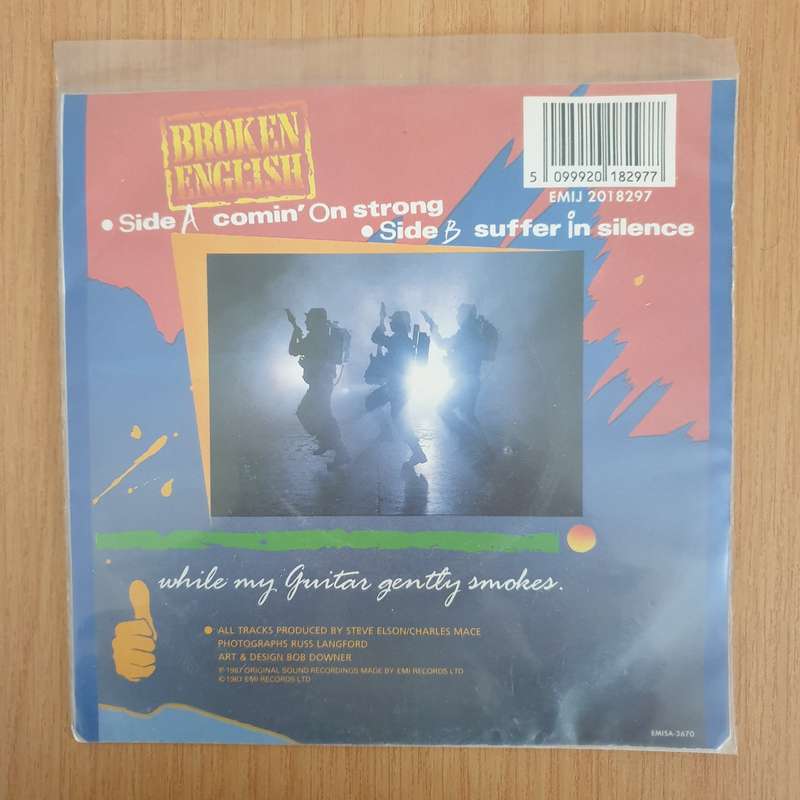 BROKEN
ENGLISH
5 099920 182977
EMIJ 2018297
• Side A comin' On strong
• Side B suffer in silence
while my Guitar gently smokes.
• ALL TRACKS PRODUCED BY STEVE ELSON/CHARLES MACE
PHOTOGRAPHS RUSS LANGFORD
ART & DESIGN BOB DOWNER
℗ 1987 ORIGINAL SOUND RECORDINGS MADE BY EMI RECORDS LTD
© 1987 EMI RECORDS LTD
EMISA-3670